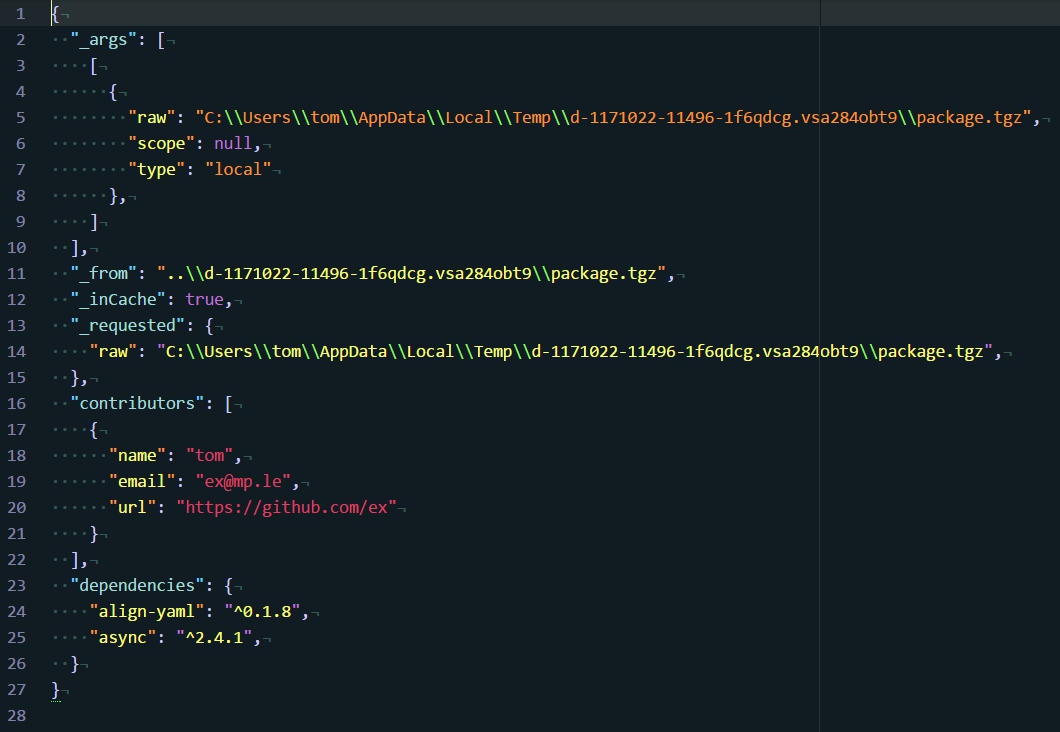 1 {
2 "_args": [
3 [
4 {
5 "raw": "C:\\Users\\tom\\AppData\\Local\\Temp\\d-1171022-11496-1f6qdcg.vsa284obt9\\package.tgz",
6 "scope": null,
7 "type": "local"
8 },
9 ]
10 ],
11 "_from": "..\\d-1171022-11496-1f6qdcg.vsa284obt9\\package.tgz",
12 "_inCache": true,
13 "_requested": {
14 "raw": "C:\\Users\\tom\\AppData\\Local\\Temp\\d-1171022-11496-1f6qdcg.vsa284obt9\\package.tgz",
15 },
16 "contributors": [
17 {
18 "name": "tom",
19 "email": "ex@mp.le",
20 "url": "https://github.com/ex"
21 }
22 ],
23 "dependencies": {
24 "align-yaml": "^0.1.8",
25 "async": "^2.4.1",
26 }
27 }
28